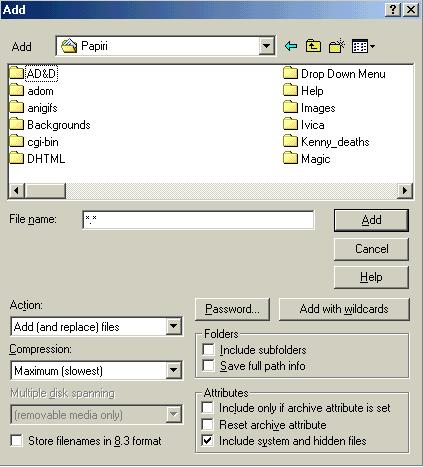 Add
Add Papiri
AD&D Drop Down Menu
adom Help
anigifs Images
Backgrounds Ivica
cgi-bin Kenny_deaths
DHTML Magic
File name: *.* Add
Cancel
Help
Action: Password... Add with wildcards
Add (and replace) files
Folders
Compression: Include subfolders
Maximum (slowest) Save full path info
Multiple disk spanning Attributes
(removable media only) Include only if archive attribute is set
Reset archive attribute
Store filenames in 8.3 format Include system and hidden files